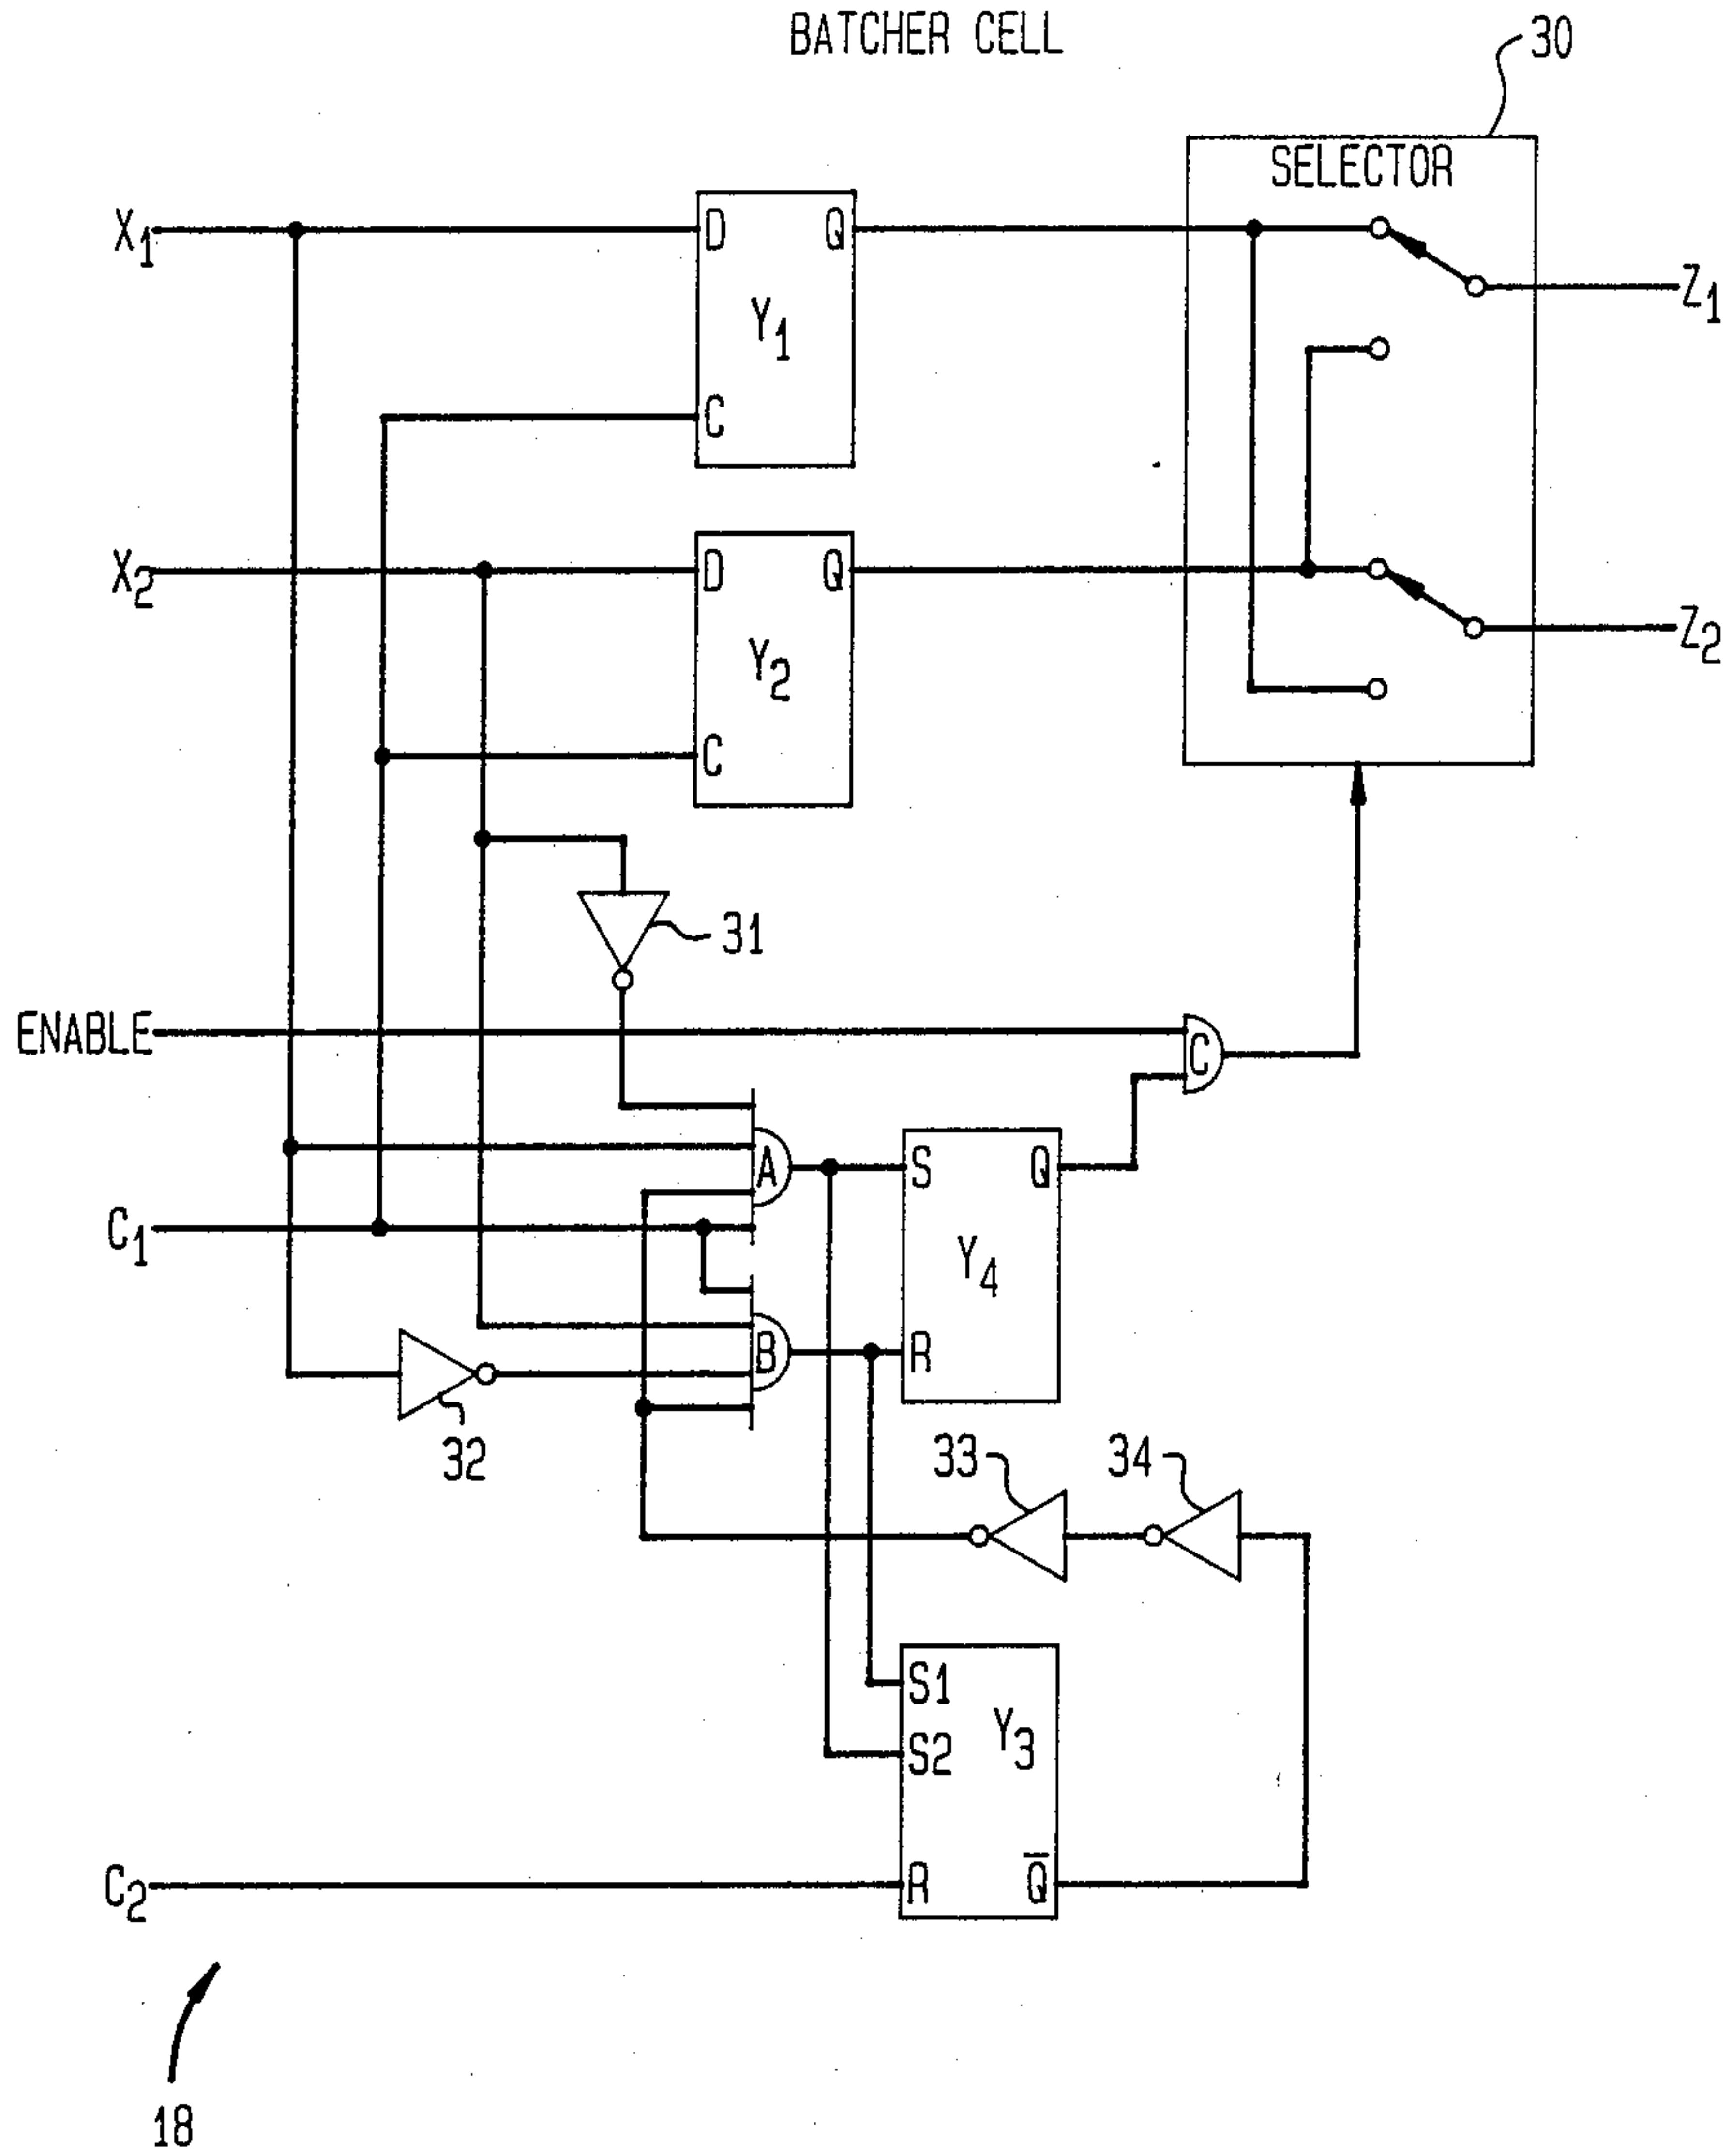 BATCHER CELL
30
SELECTOR
X1
D
Q
Y1
C
Z1
X2
D
Q
Y2
C
Z2
31
ENABLE
C
A
S
Q
Y4
R
C1
B
32
33
34
S1
S2
Y3
R
Q̅
C2
18